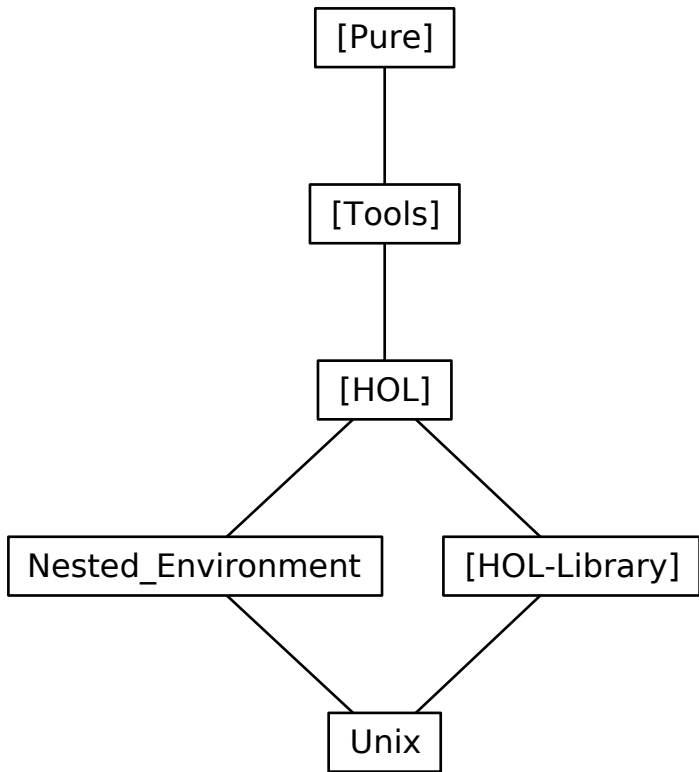 [Pure]
[Tools]
[HOL]
Nested_Environment
[HOL-Library]
Unix